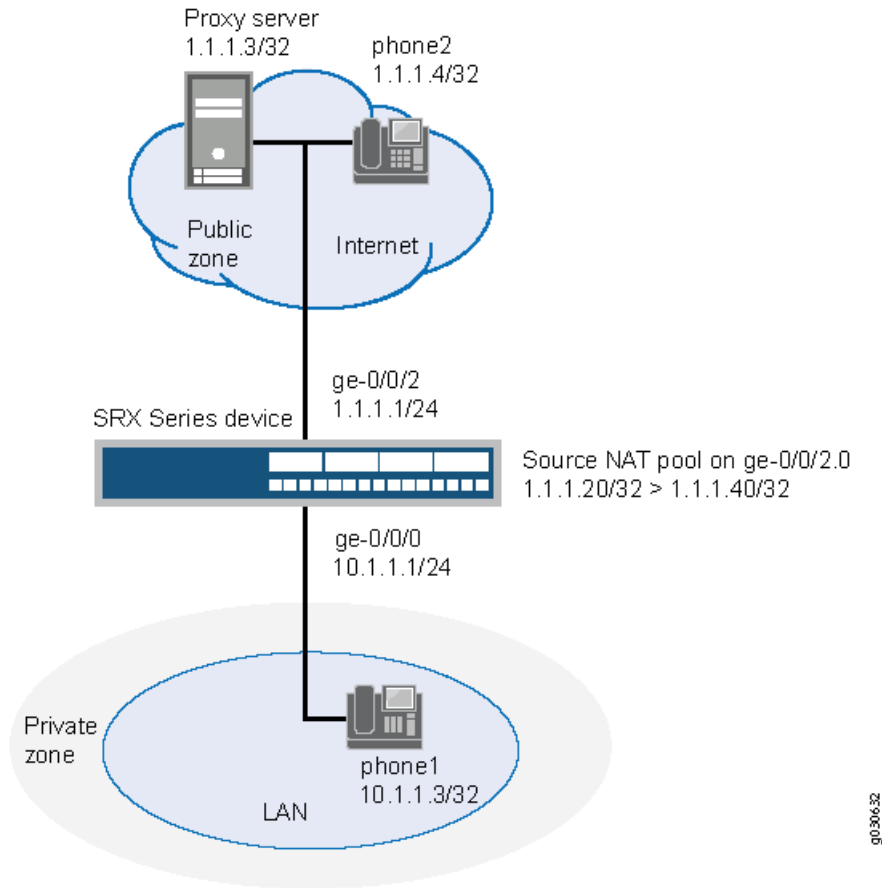 Proxy server
1.1.1.3/32
phone2
1.1.1.4/32
Public
zone
Internet
ge-0/0/2
1.1.1.1/24
SRX Series device
Source NAT pool on ge-0/0/2.0
1.1.1.20/32 > 1.1.1.40/32
ge-0/0/0
10.1.1.1/24
Private
zone
phone1
10.1.1.3/32
LAN
g030632